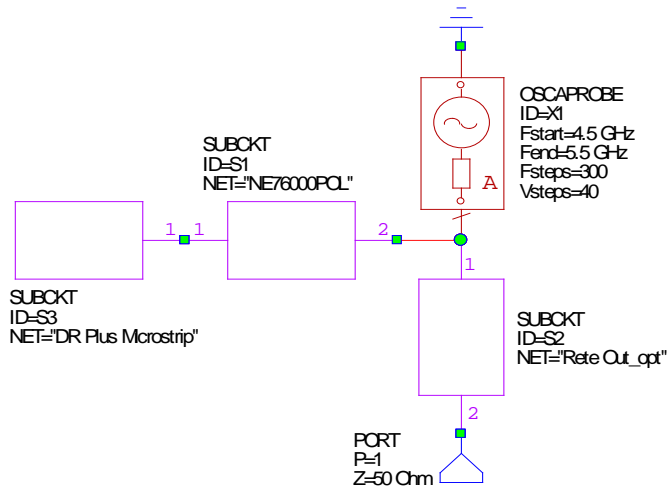 OSCAPROBE
ID=X1
Fstart=4.5 GHz
Fend=5.5 GHz
Fsteps=300
Vsteps=40
A
SUBCKT
ID=S1
NET="NE76000POL"
1
1
2
1
SUBCKT
ID=S3
NET="DR Plus Mcrostrip"
SUBCKT
ID=S2
NET="Rete Out_opt"
2
PORT
P=1
Z=50 Ohm